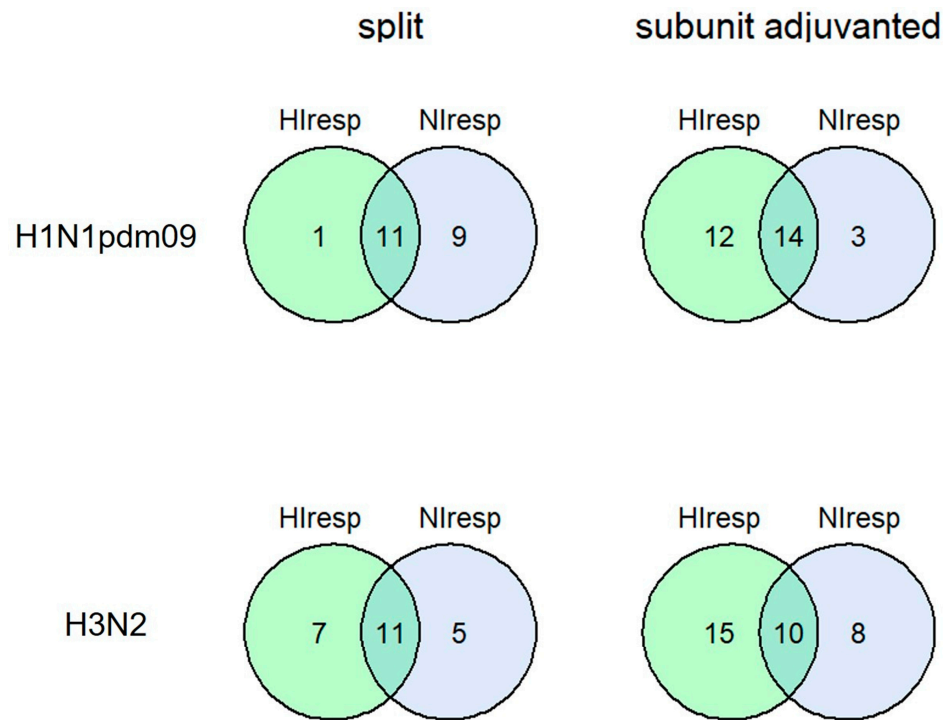 split subunit adjuvanted
HIresp NIresp HIresp NIresp
H1N1pdm09 1 11 9 12 14 3
HIresp NIresp HIresp NIresp
H3N2 7 11 5 15 10 8